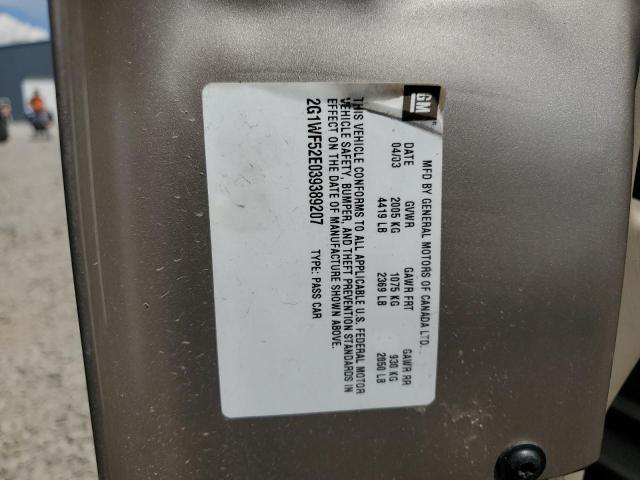 GM
MFD BY GENERAL MOTORS OF CANADA LTD.
DATE GVWR GAWR FRT GAWR RR
04/03 2005 KG 1075 KG 930 KG
4419 LB 2369 LB 2050 LB
THIS VEHICLE CONFORMS TO ALL APPLICABLE U.S. FEDERAL MOTOR
VEHICLE SAFETY, BUMPER, AND THEFT PREVENTION STANDARDS IN
EFFECT ON THE DATE OF MANUFACTURE SHOWN ABOVE.
2G1WF52E039389207 TYPE: PASS CAR